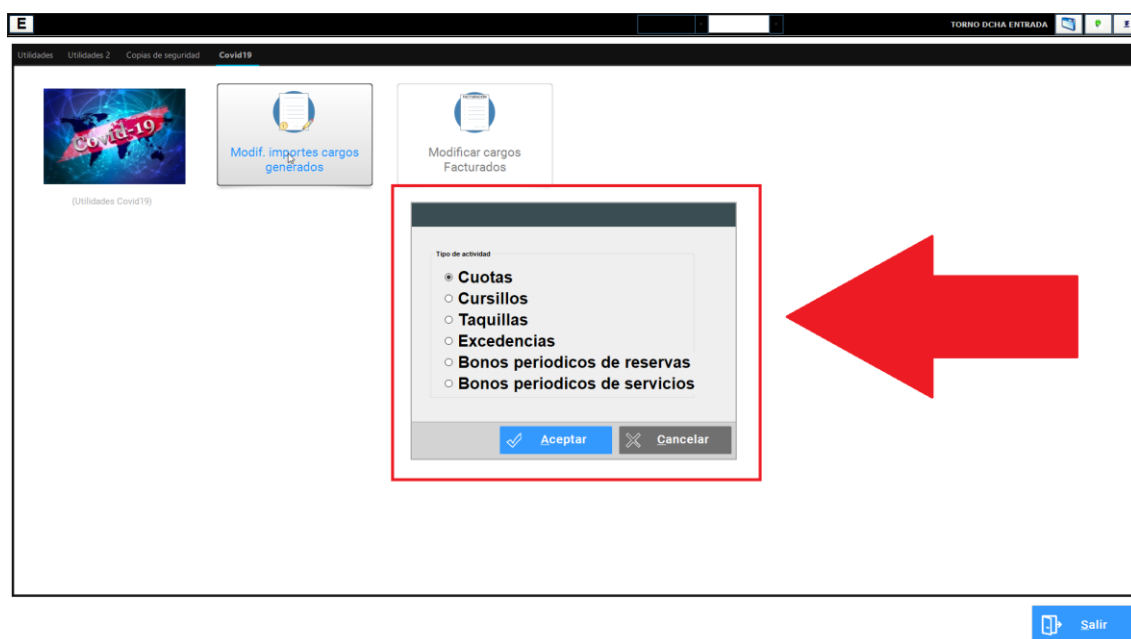 E
TORNO DCHA ENTRADA
Utilidades Utilidades 2 Copias de seguridad Covid19
Covid-19
Modif. importes cargos
generados
FACTURACIÓN
Modificar cargos
Facturados
(Utilidades Covid19)
Tipo de actividad
Cuotas
Cursillos
Taquillas
Excedencias
Bonos periodicos de reservas
Bonos periodicos de servicios
Aceptar Cancelar
Salir